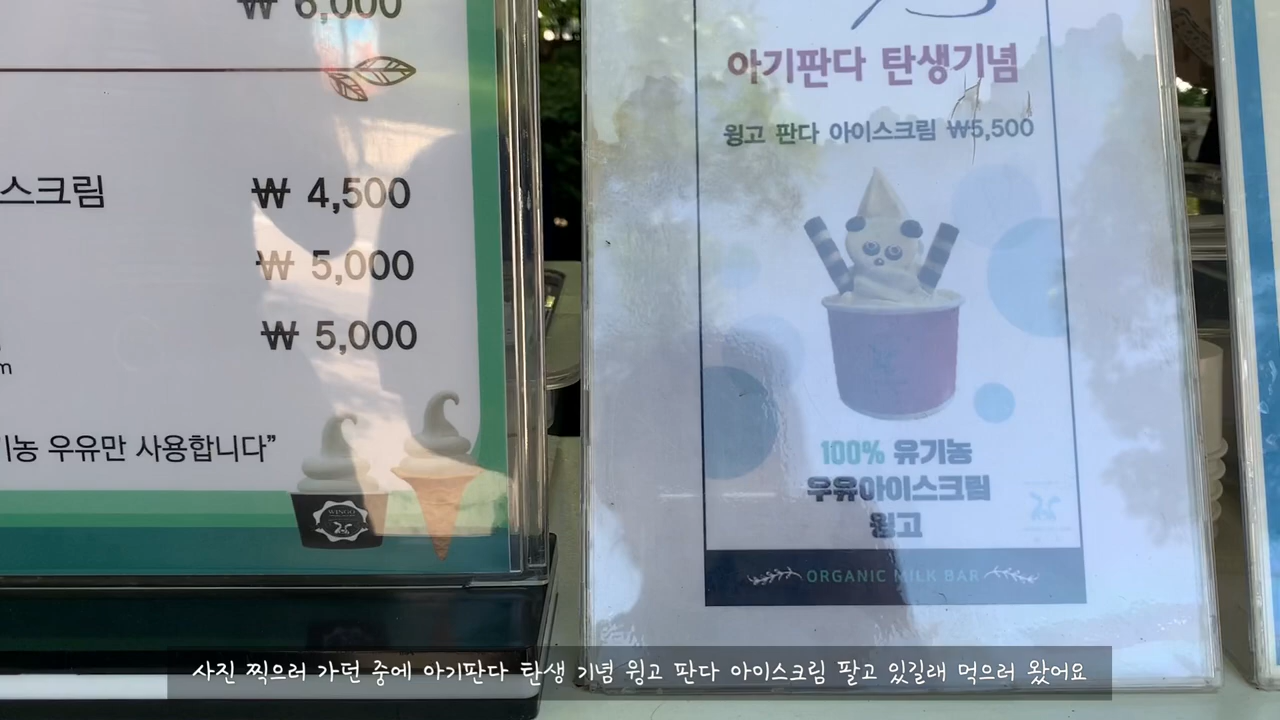 ₩ 6,000
스크림 ₩ 4,500
₩ 5,000
₩ 5,000
m
기농 우유만 사용합니다”
WINGO
아기판다 탄생기념
윙고 판다 아이스크림 ₩5,500
100% 유기농
우유아이스크림
윙고
ORGANIC MILK BAR
사진 찍으러 가던 중에 아기판다 탄생 기념 윙고 판다 아이스크림 팔고 있길래 먹으러 왔어요